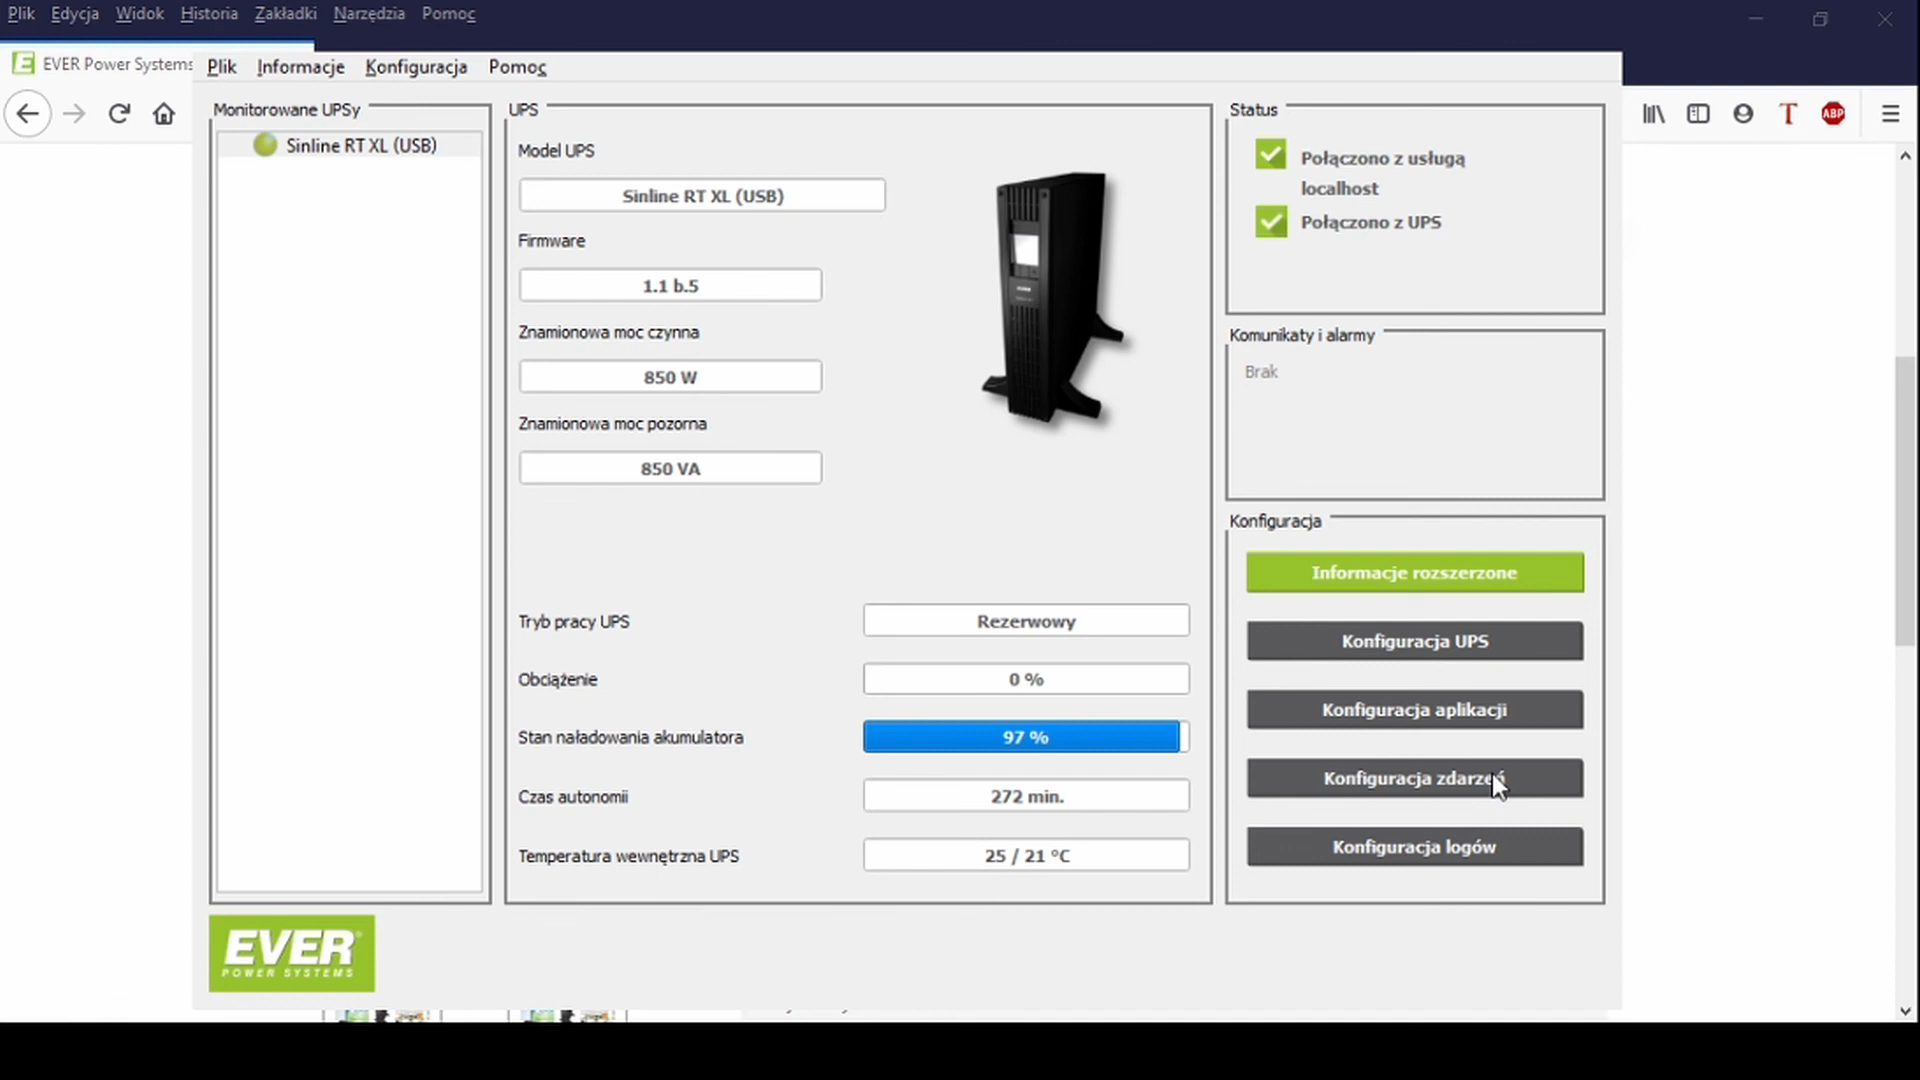 Plik Edycja Widok Historia Zakładki Narzędzia Pomoc
EVER Power Systems
Plik Informacje Konfiguracja Pomoc
Monitorowane UPSy
Sinline RT XL (USB)
UPS
Model UPS
Sinline RT XL (USB)
Firmware
1.1 b.5
Znamionowa moc czynna
850 W
Znamionowa moc pozorna
850 VA
Tryb pracy UPS
Rezerwowy
Obciążenie
0 %
Stan naładowania akumulatora
97 %
Czas autonomii
272 min.
Temperatura wewnętrzna UPS
25 / 21 °C
Status
Połączono z usługą
localhost
Połączono z UPS
Komunikaty i alarmy
Brak
Konfiguracja
Informacje rozszerzone
Konfiguracja UPS
Konfiguracja aplikacji
Konfiguracja zdarzeń
Konfiguracja logów
T
ABP
EVER
POWER SYSTEMS